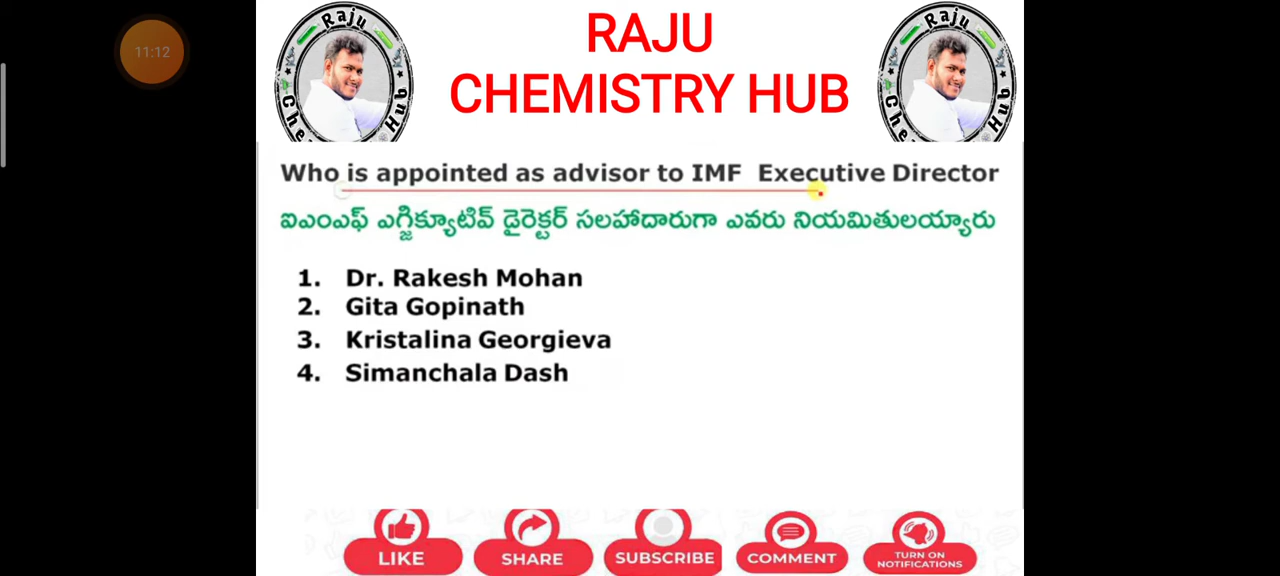 11:12
Raju
Chemistry Hub
RAJU
CHEMISTRY HUB
Raju
Who is appointed as advisor to IMF Executive Director
ఐఎంఎఫ్ ఎగ్జిక్యూటివ్ డైరెక్టర్ సలహాదారుగా ఎవరు నియమితులయ్యారు
1. Dr. Rakesh Mohan
2. Gita Gopinath
3. Kristalina Georgieva
4. Simanchala Dash
LIKE
SHARE
SUBSCRIBE
COMMENT
TURN ON
NOTIFICATIONS